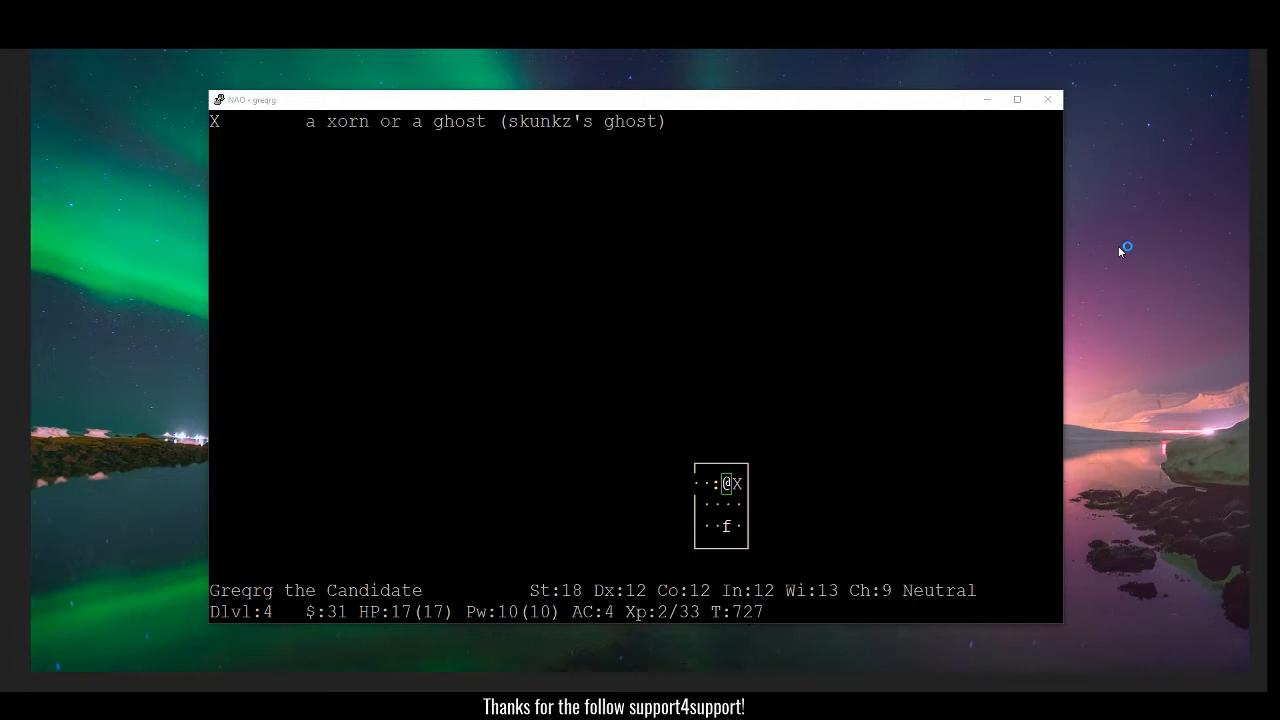 NAO - greqrg
X a xorn or a ghost (skunkz's ghost)
··:@X
····
··f·
Greqrg the Candidate St:18 Dx:12 Co:12 In:12 Wi:13 Ch:9 Neutral
Dlvl:4 $:31 HP:17(17) Pw:10(10) AC:4 Xp:2/33 T:727
Thanks for the follow support4support!